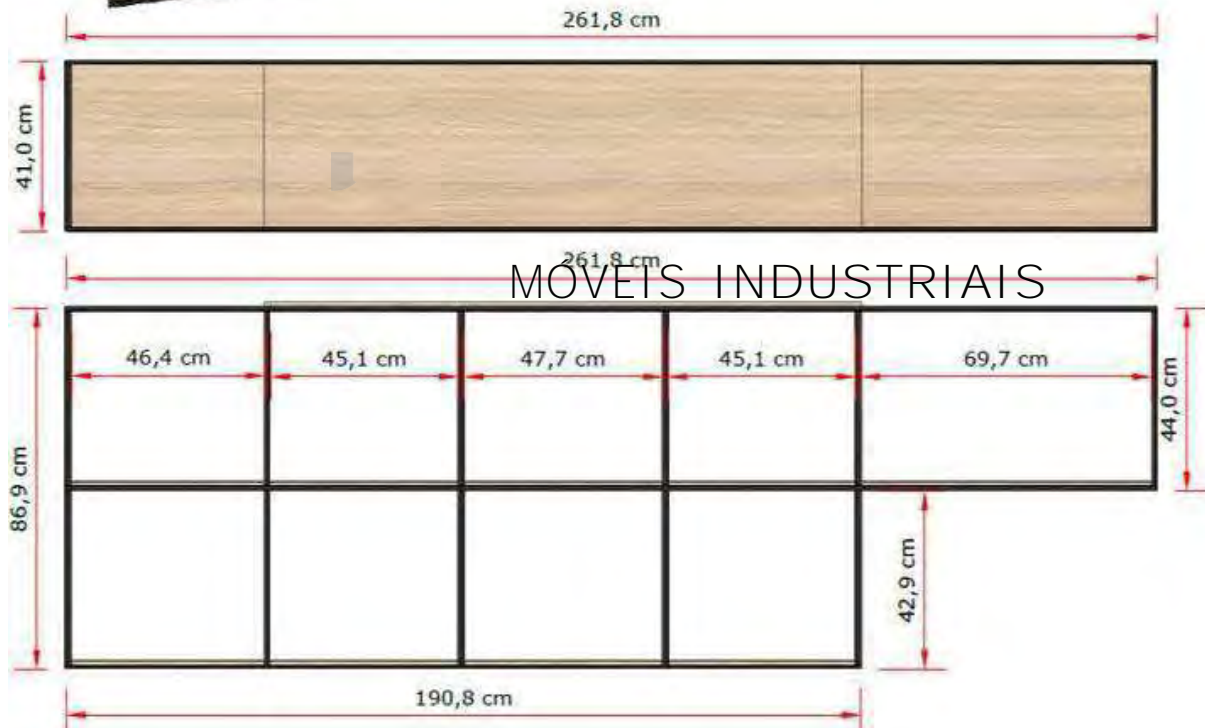 261,8 cm
41,0 cm
261,8 cm
MÓVEIS INDUSTRIAIS
46,4 cm
45,1 cm
47,7 cm
45,1 cm
69,7 cm
44,0 cm
86,9 cm
42,9 cm
190,8 cm